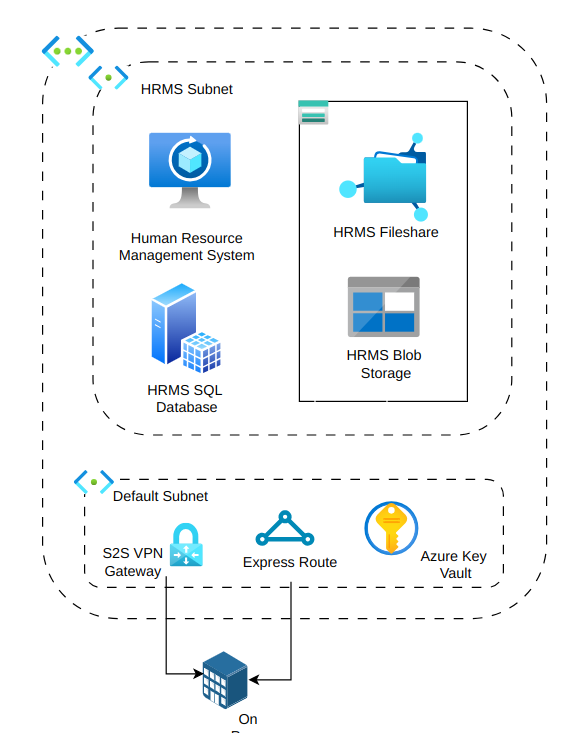 HRMS Subnet
Human Resource
Management System
HRMS Fileshare
HRMS SQL
Database
HRMS Blob
Storage
Default Subnet
S2S VPN
Gateway
Express Route
Azure Key
Vault
On